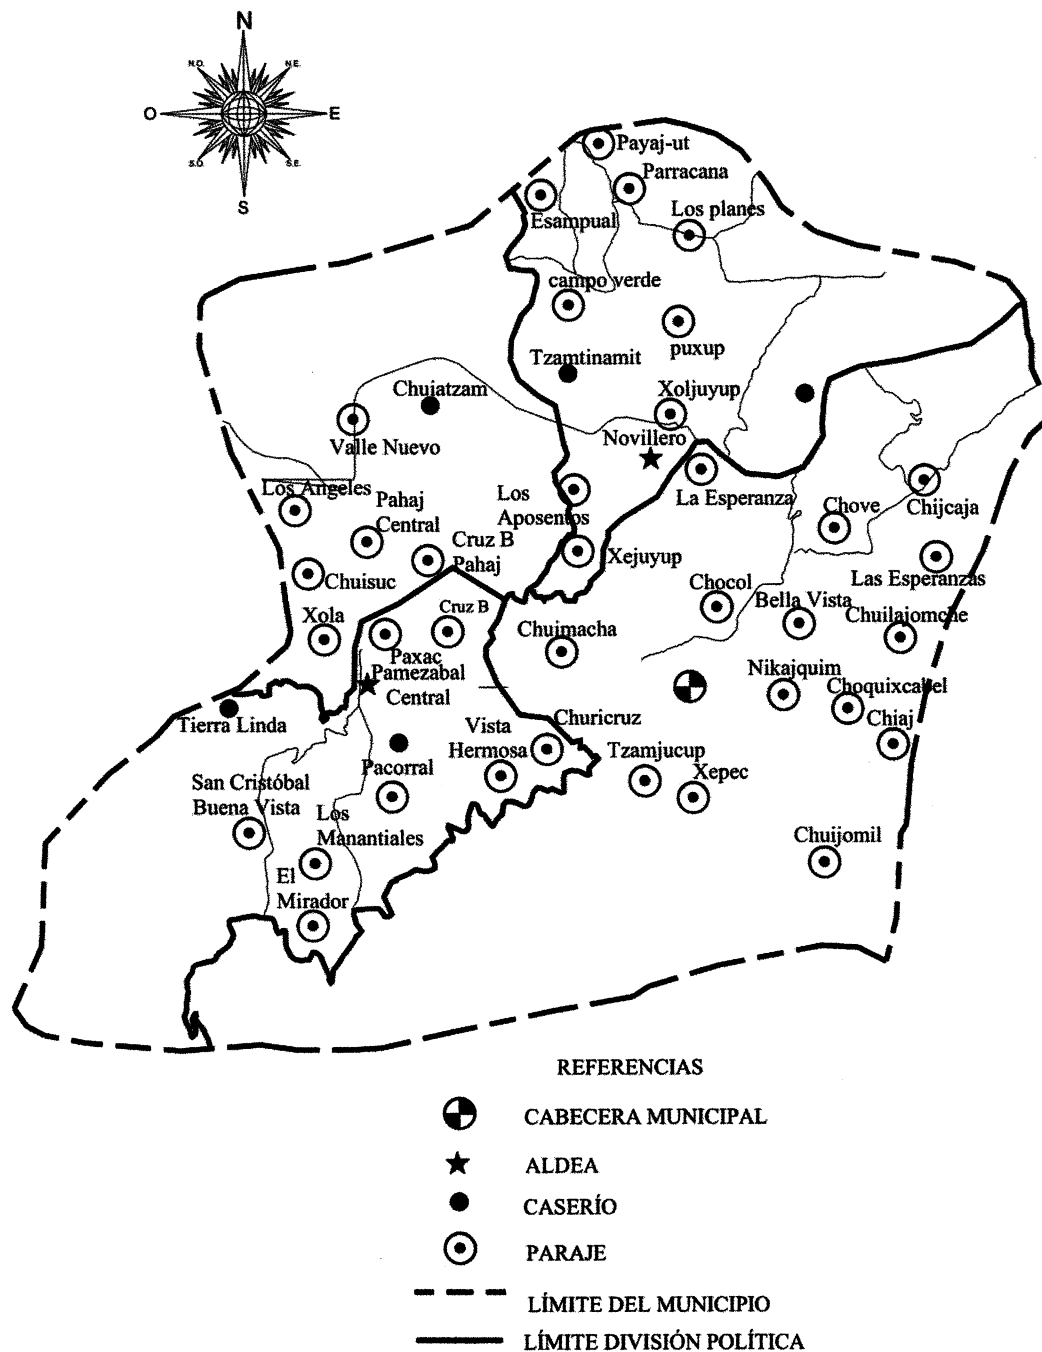 N
N.O.
N.E.
O
E
S.O.
S.E.
S
Payaj-ut
Parracana
Esampual
Los planes
campo verde
puxup
Tzamtinamit
Chuiatzam
Xoljuyup
Novillero
Valle Nuevo
La Esperanza
Los Angeles
Pahaj
Central
Los
Aposentos
Chove
Chijcaja
Cruz B
Pahaj
Xejuyup
Las Esperanzas
Chuisuc
Chocol
Bella Vista
Chuilajomche
Xola
Cruz B
Chuimacha
Paxac
Pamezabal
Central
Nikajquim
Choquixcabel
Tierra Linda
Vista
Hermosa
Churicruz
Chiaj
Tzamjucup
Xepec
Pacorral
San Cristóbal
Buena Vista
Los
Manantiales
Chuijomil
El
Mirador
REFERENCIAS
CABECERA MUNICIPAL
ALDEA
CASERÍO
PARAJE
LÍMITE DEL MUNICIPIO
LÍMITE DIVISIÓN POLÍTICA